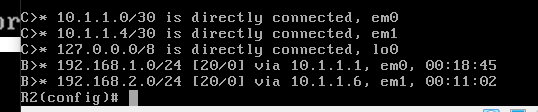 C>* 10.1.1.0/30 is directly connected, em0
C>* 10.1.1.4/30 is directly connected, em1
C>* 127.0.0.0/8 is directly connected, lo0
B>* 192.168.1.0/24 [20/0] via 10.1.1.1, em0, 00:18:45
B>* 192.168.2.0/24 [20/0] via 10.1.1.6, em1, 00:11:02
R2(config)#